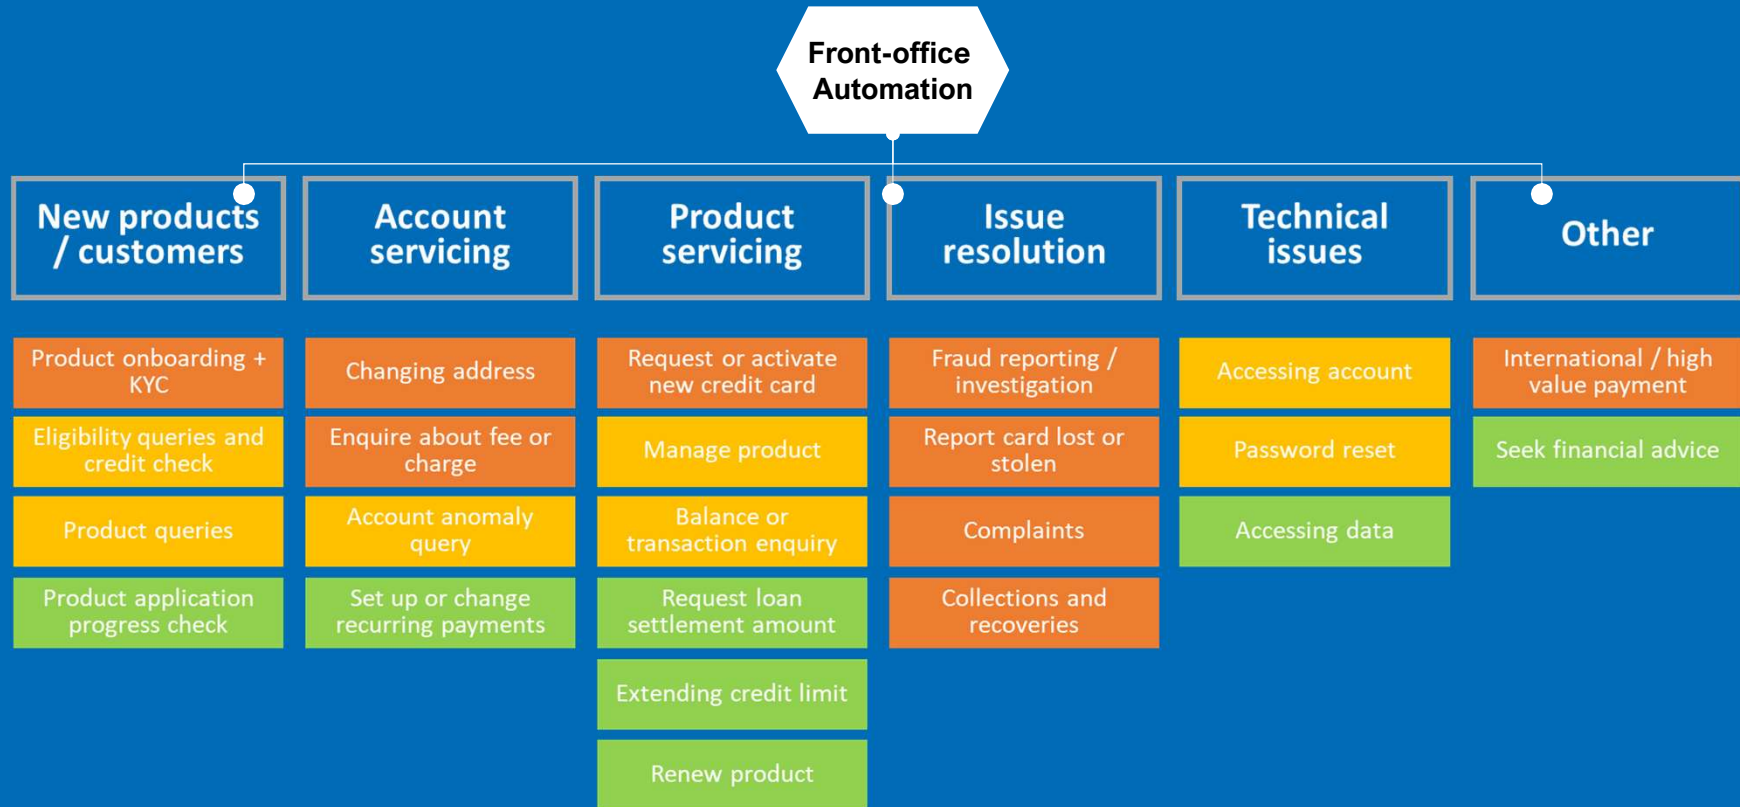 Front-office
Automation
New products
/ customers
Account
servicing
Product
servicing
Issue
resolution
Technical
issues
Other
Product onboarding +
KYC
Changing address
Request or activate
new credit card
Fraud reporting /
investigation
Accessing account
International / high
value payment
Eligibility queries and
credit check
Enquire about fee or
charge
Manage product
Report card lost or
stolen
Password reset
Seek financial advice
Product queries
Account anomaly
query
Balance or
transaction enquiry
Complaints
Accessing data
Product application
progress check
Set up or change
recurring payments
Request loan
settlement amount
Collections and
recoveries
Extending credit limit
Renew product